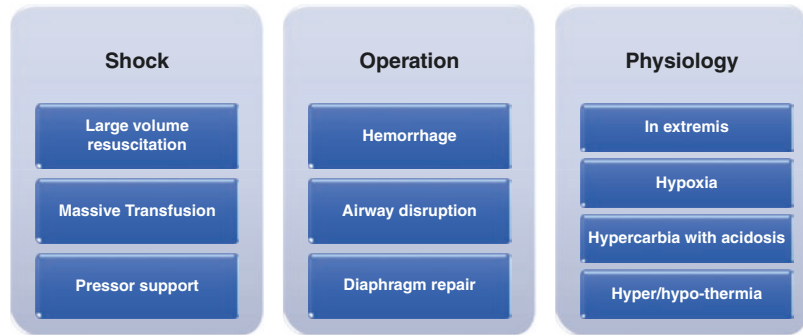 Shock
Large volume
resuscitation
Massive Transfusion
Pressor support
Operation
Hemorrhage
Airway disruption
Diaphragm repair
Physiology
In extremis
Hypoxia
Hypercarbia with acidosis
Hyper/hypo-thermia